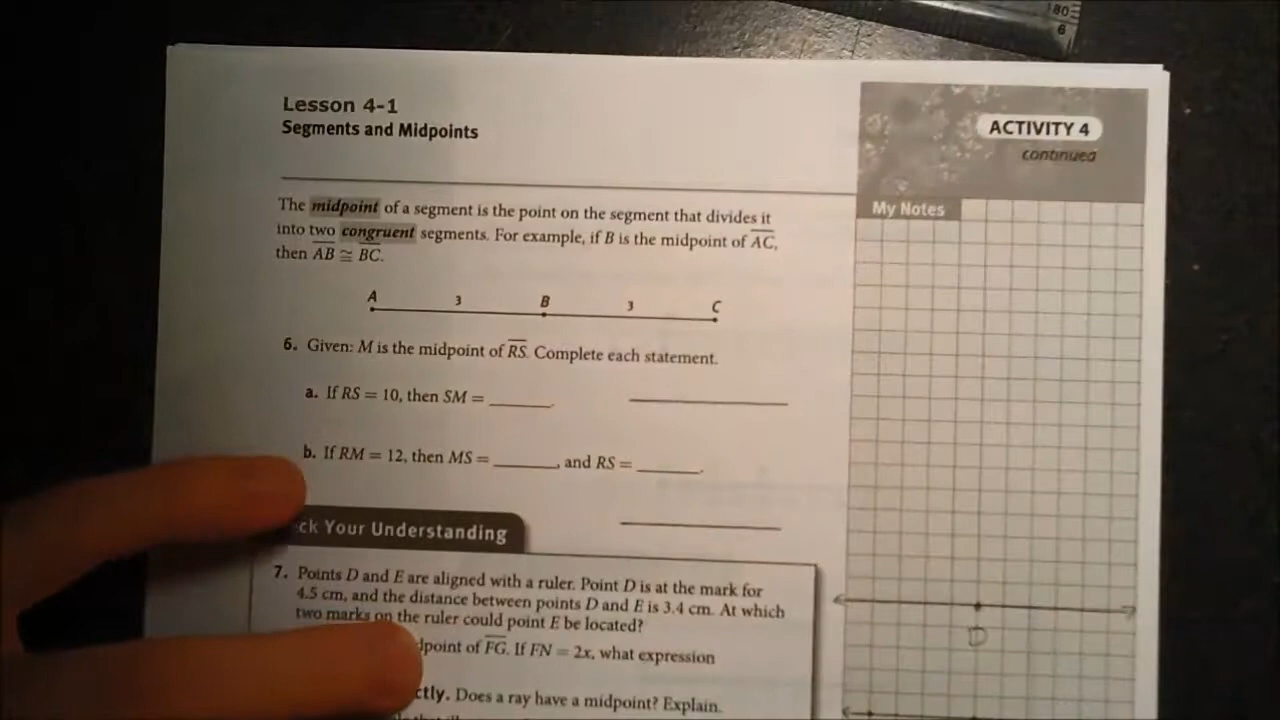 180
6
Lesson 4-1
Segments and Midpoints
ACTIVITY 4
continued
My Notes
The midpoint of a segment is the point on the segment that divides it
into two congruent segments. For example, if B is the midpoint of A͞C͞,
then A͞B͞ ≅ B͞C͞.
A 3 B 3 C
6. Given: M is the midpoint of R͞S͞. Complete each statement.
a. If RS = 10, then SM = ______.
b. If RM = 12, then MS = ______, and RS = ______.
ck Your Understanding
7. Points D and E are aligned with a ruler. Point D is at the mark for
4.5 cm, and the distance between points D and E is 3.4 cm. At which
two marks on the ruler could point E be located?
dpoint of F͞G͞. If FN = 2x, what expression
ctly. Does a ray have a midpoint? Explain.
D